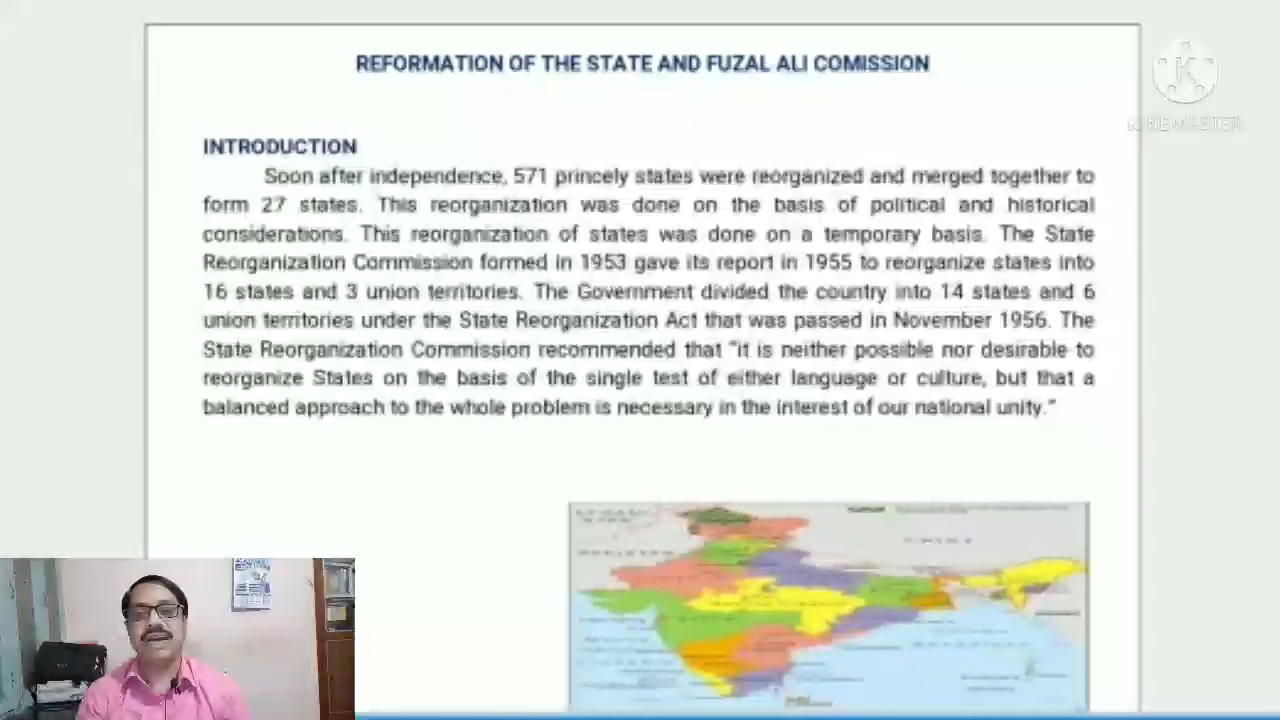 REFORMATION OF THE STATE AND FUZAL ALI COMISSION
KINEMASTER
INTRODUCTION
Soon after independence, 571 princely states were reorganized and merged together to
form 27 states. This reorganization was done on the basis of political and historical
considerations. This reorganization of states was done on a temporary basis. The State
Reorganization Commission formed in 1953 gave its report in 1955 to reorganize states into
16 states and 3 union territories. The Government divided the country into 14 states and 6
union territories under the State Reorganization Act that was passed in November 1956. The
State Reorganization Commission recommended that "it is neither possible nor desirable to
reorganize States on the basis of the single test of either language or culture, but that a
balanced approach to the whole problem is necessary in the interest of our national unity."